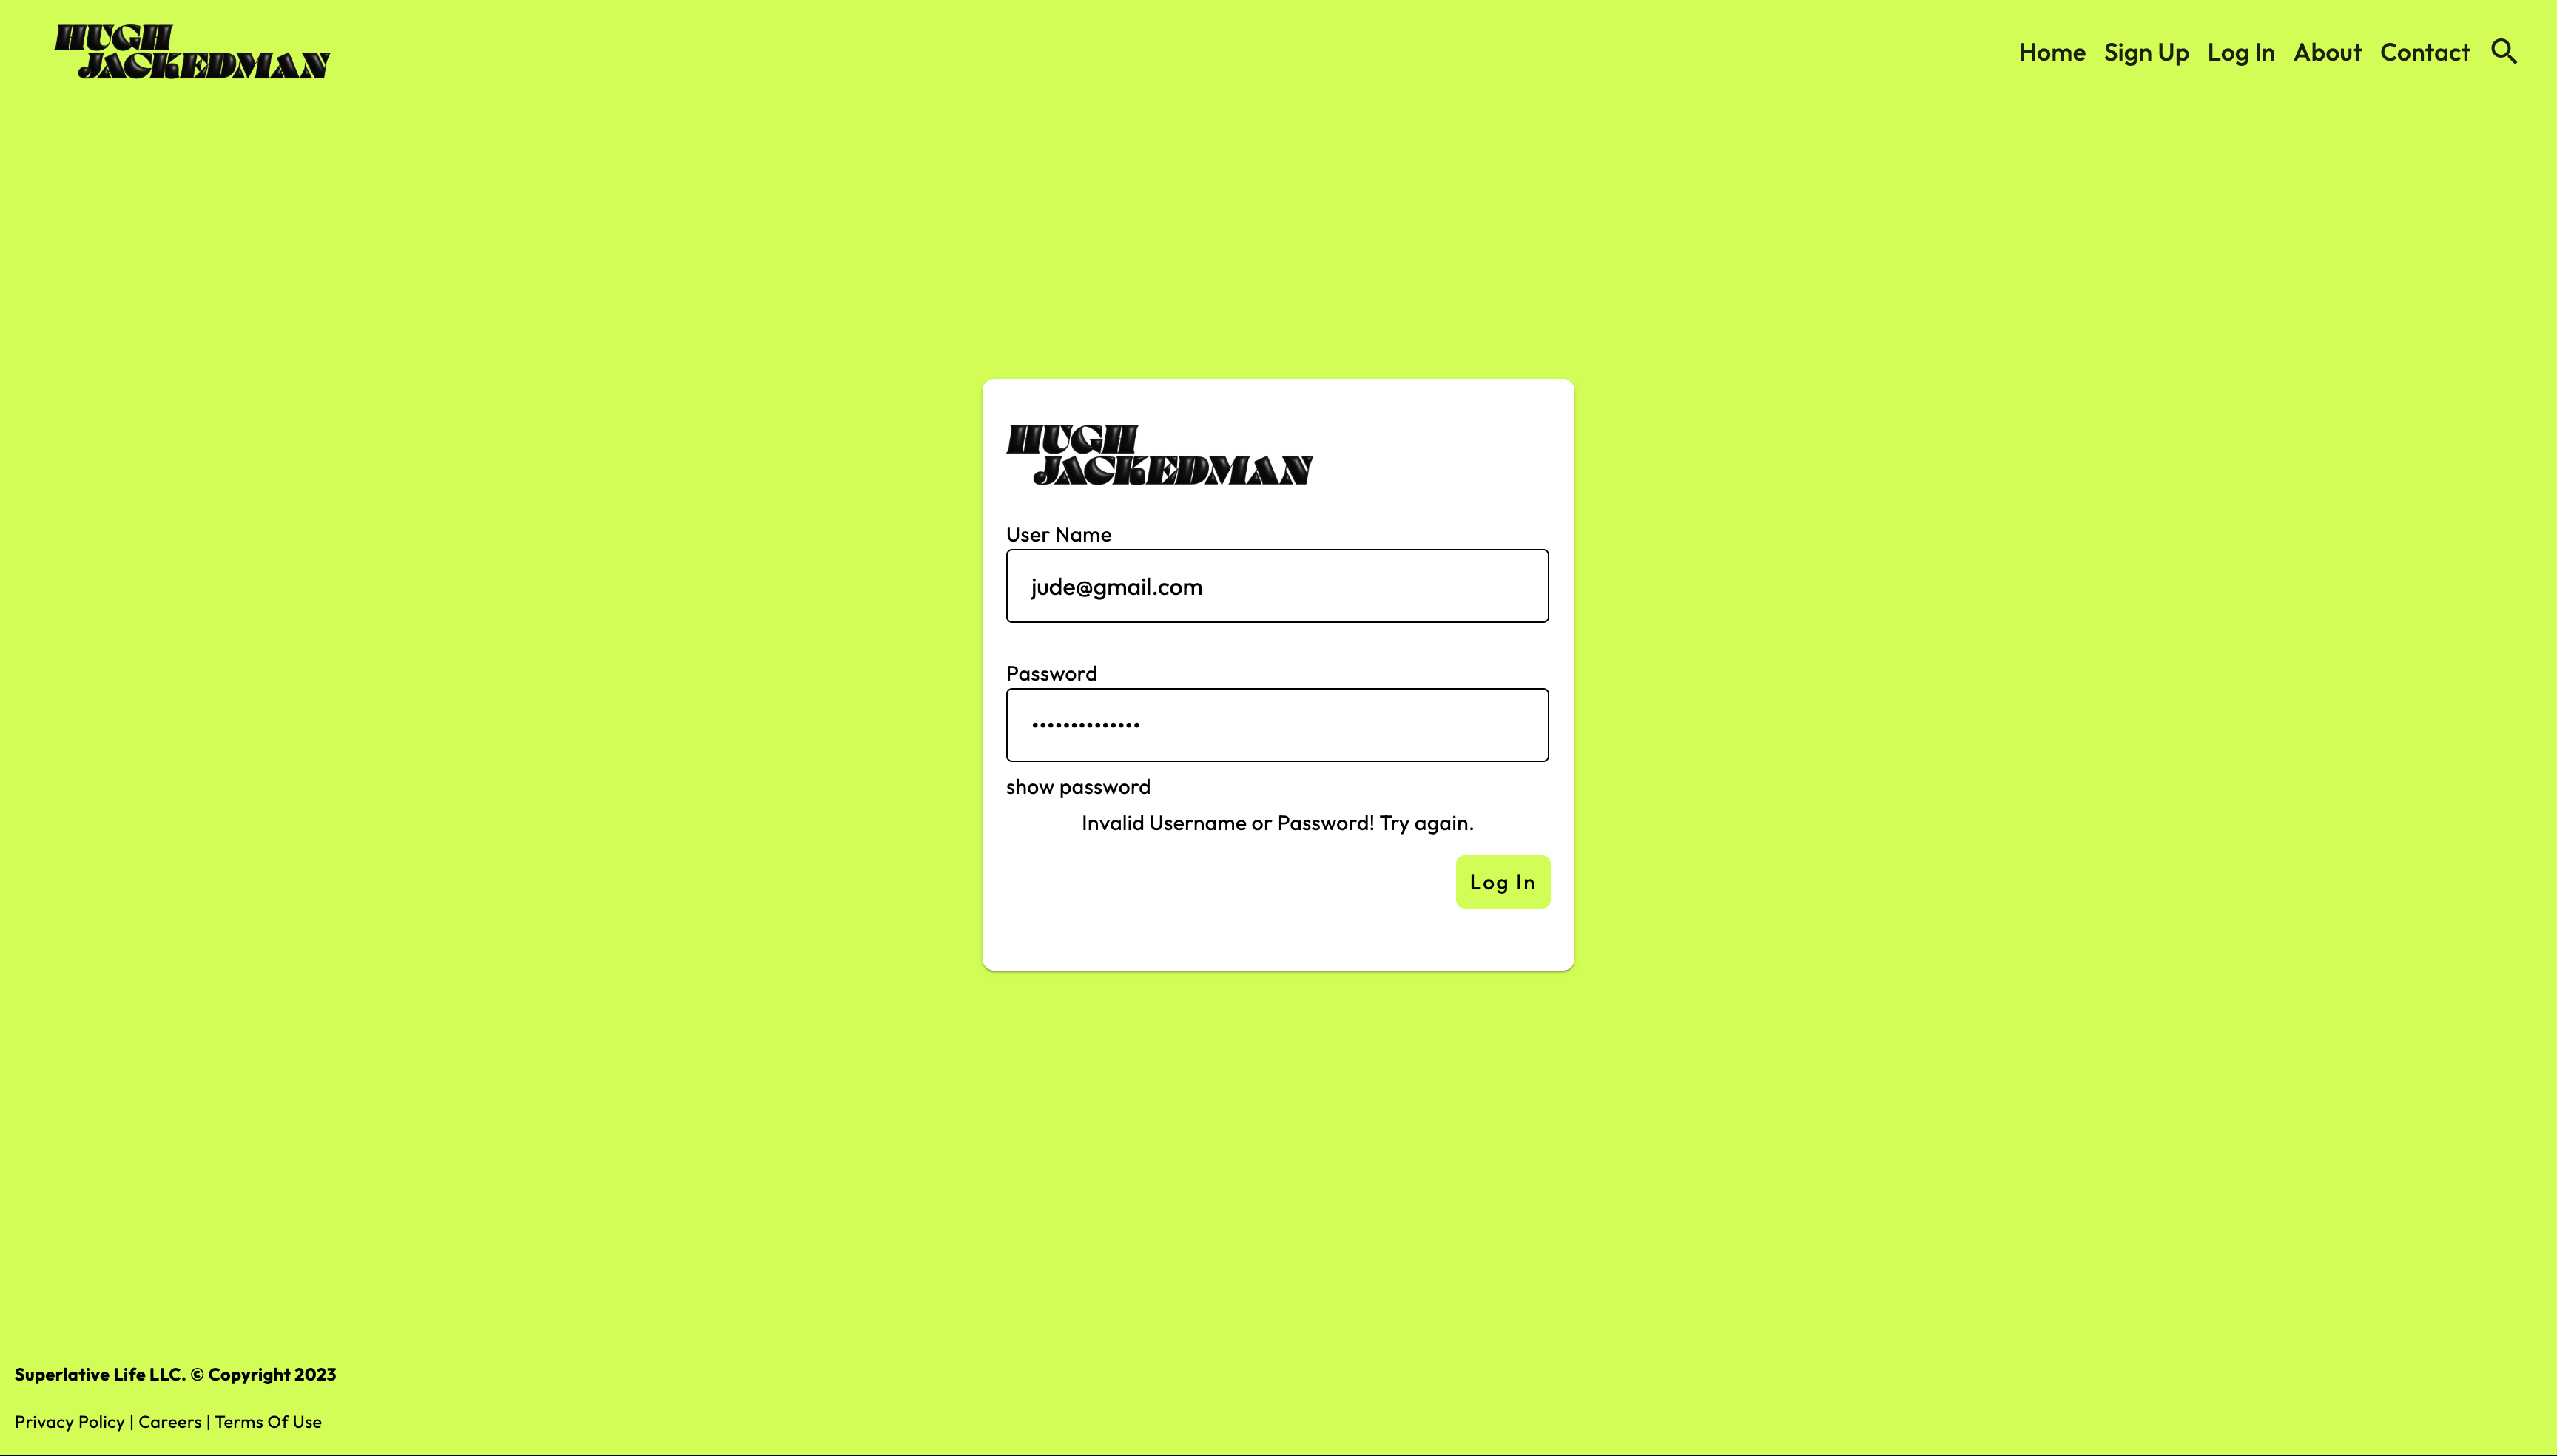 HUGH
JACKEDMAN
Home Sign Up Log In About Contact
HUGH
JACKEDMAN
User Name
jude@gmail.com
Password
••••••••••••••
show password
Invalid Username or Password! Try again.
Log In
Superlative Life LLC. © Copyright 2023
Privacy Policy | Careers | Terms Of Use